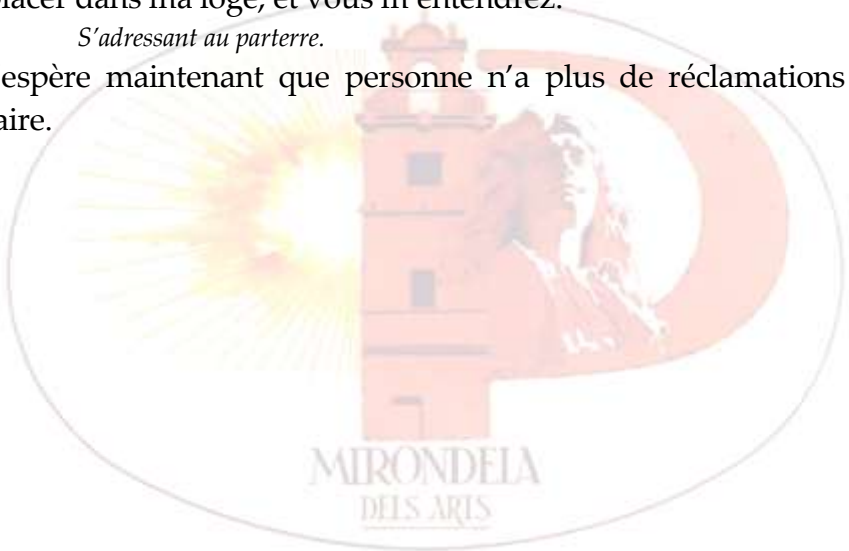 placer dans ma loge, et vous m'entendrez.
S'adressant au parterre.
espère maintenant que personne n'a plus de réclamations
aire.
MIRONDELA
DELS ARTS